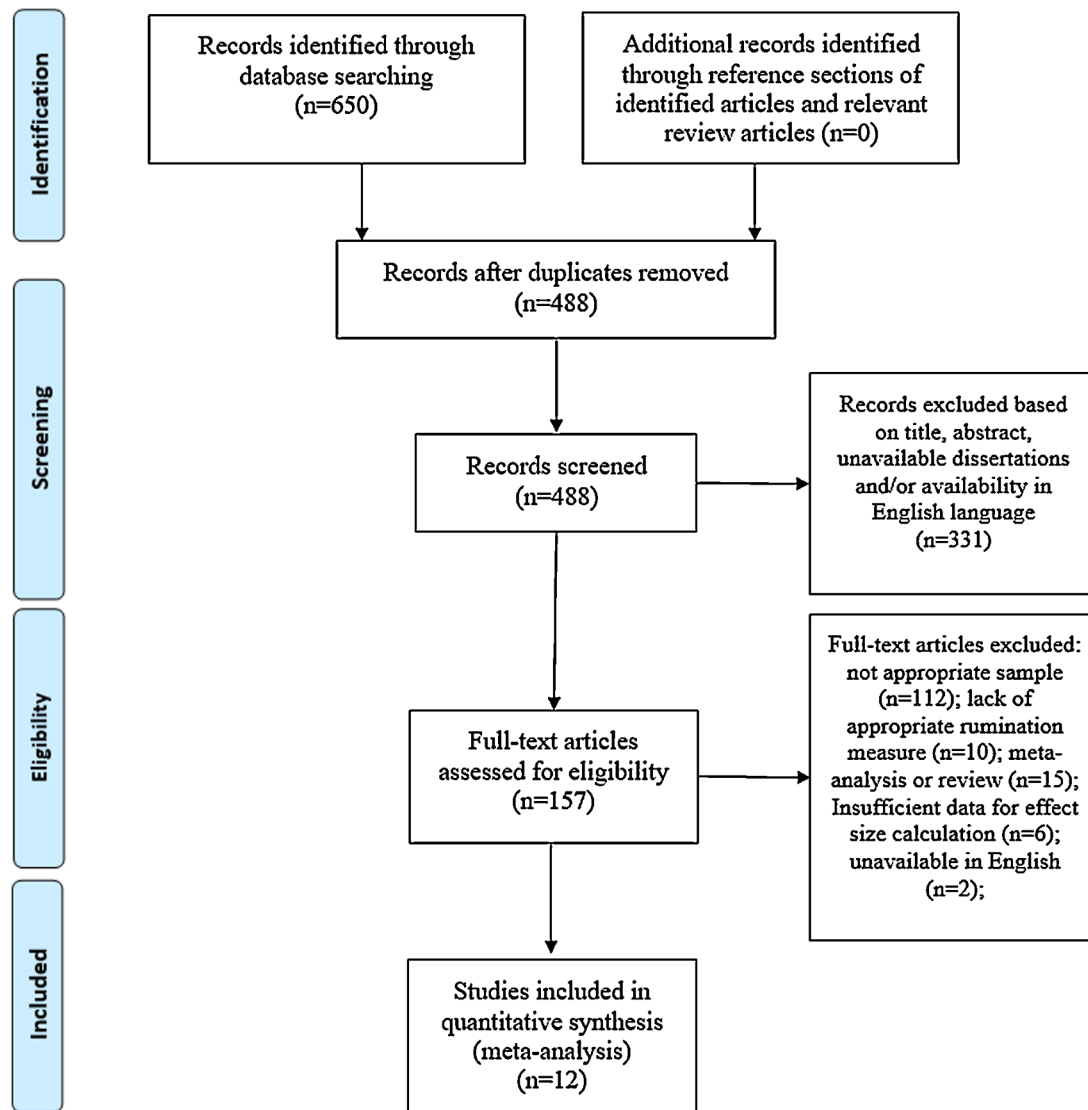 Identification
Records identified through
database searching
(n=650)
Additional records identified
through reference sections of
identified articles and relevant
review articles (n=0)
Records after duplicates removed
(n=488)
Screening
Records screened
(n=488)
Records excluded based
on title, abstract,
unavailable dissertations
and/or availability in
English language
(n=331)
Eligibility
Full-text articles
assessed for eligibility
(n=157)
Full-text articles excluded:
not appropriate sample
(n=112); lack of
appropriate rumination
measure (n=10); meta-
analysis or review (n=15);
Insufficient data for effect
size calculation (n=6);
unavailable in English
(n=2);
Included
Studies included in
quantitative synthesis
(meta-analysis)
(n=12)